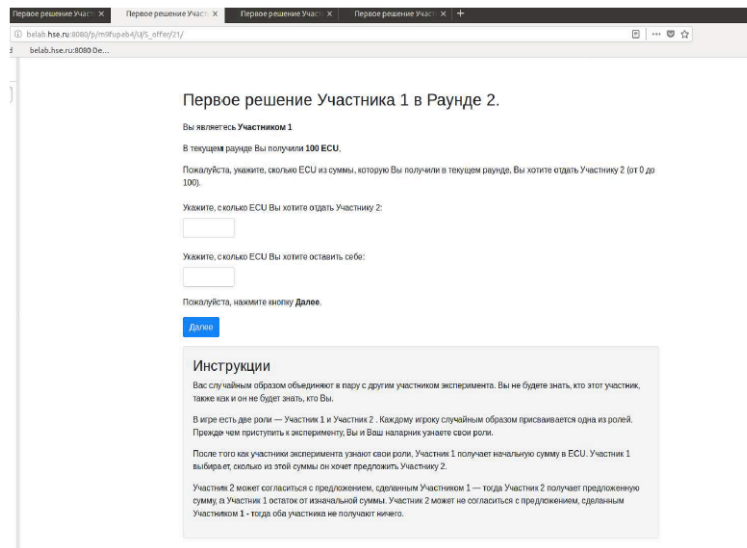 Первое решение Участ ×
Первое решение Участ ×
Первое решение Участ ×
Первое решение Участ ×
+
belab.hse.ru:8080/p/m9fupab4/UJS_offer/21/
belab.hse.ru:8080 De...
Первое решение Участника 1 в Раунде 2.
Вы являетесь Участником 1
В текущем раунде Вы получили 100 ECU.
Пожалуйста, укажите, сколько ECU из суммы, которую Вы получили в текущем раунде, Вы хотите отдать Участнику 2 (от 0 до
100).
Укажите, сколько ECU Вы хотите отдать Участнику 2:
Укажите, сколько ECU Вы хотите оставить себе:
Пожалуйста, нажмите кнопку Далее.
Далее
Инструкции
Вас случайным образом объединяют в пару с другим участником эксперимента. Вы не будете знать, кто этот участник,
также как и он не будет знать, кто Вы.
В игре есть две роли — Участник 1 и Участник 2 . Каждому игроку случайным образом присваивается одна из ролей.
Прежде чем приступить к эксперименту, Вы и Ваш напарник узнаете свои роли.
После того как участники эксперимента узнают свои роли, Участник 1 получает начальную сумму в ECU. Участник 1
выбирает, сколько из этой суммы он хочет предложить Участнику 2.
Участник 2 может согласиться с предложением, сделанным Участником 1 — тогда Участник 2 получает предложенную
сумму, а Участник 1 остаток от изначальной суммы. Участник 2 может не согласиться с предложением, сделанным
Участником 1 - тогда оба участника не получают ничего.